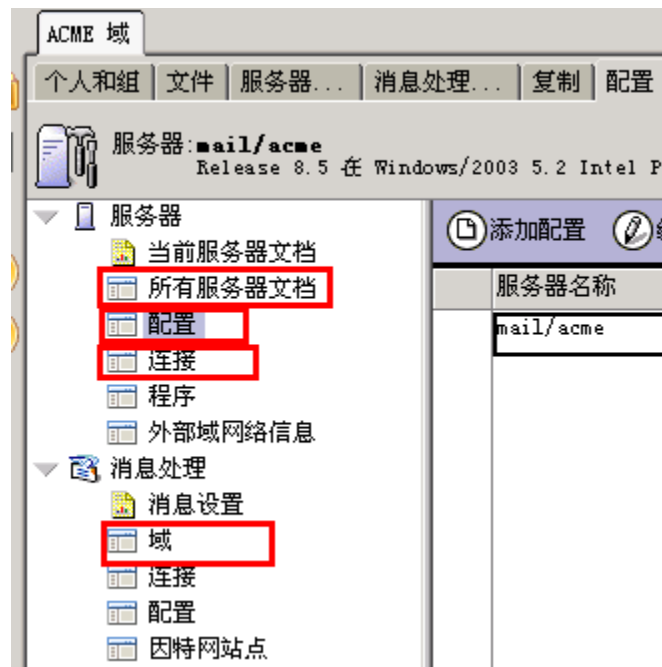 ACME 域
个人和组 文件 服务器... 消息处理... 复制 配置
服务器:mail/acme
Release 8.5 在 Windows/2003 5.2 Intel P
服务器
当前服务器文档
所有服务器文档
配置
连接
程序
外部域网络信息
消息处理
消息设置
域
连接
配置
因特网站点
添加配置
服务器名称
mail/acme